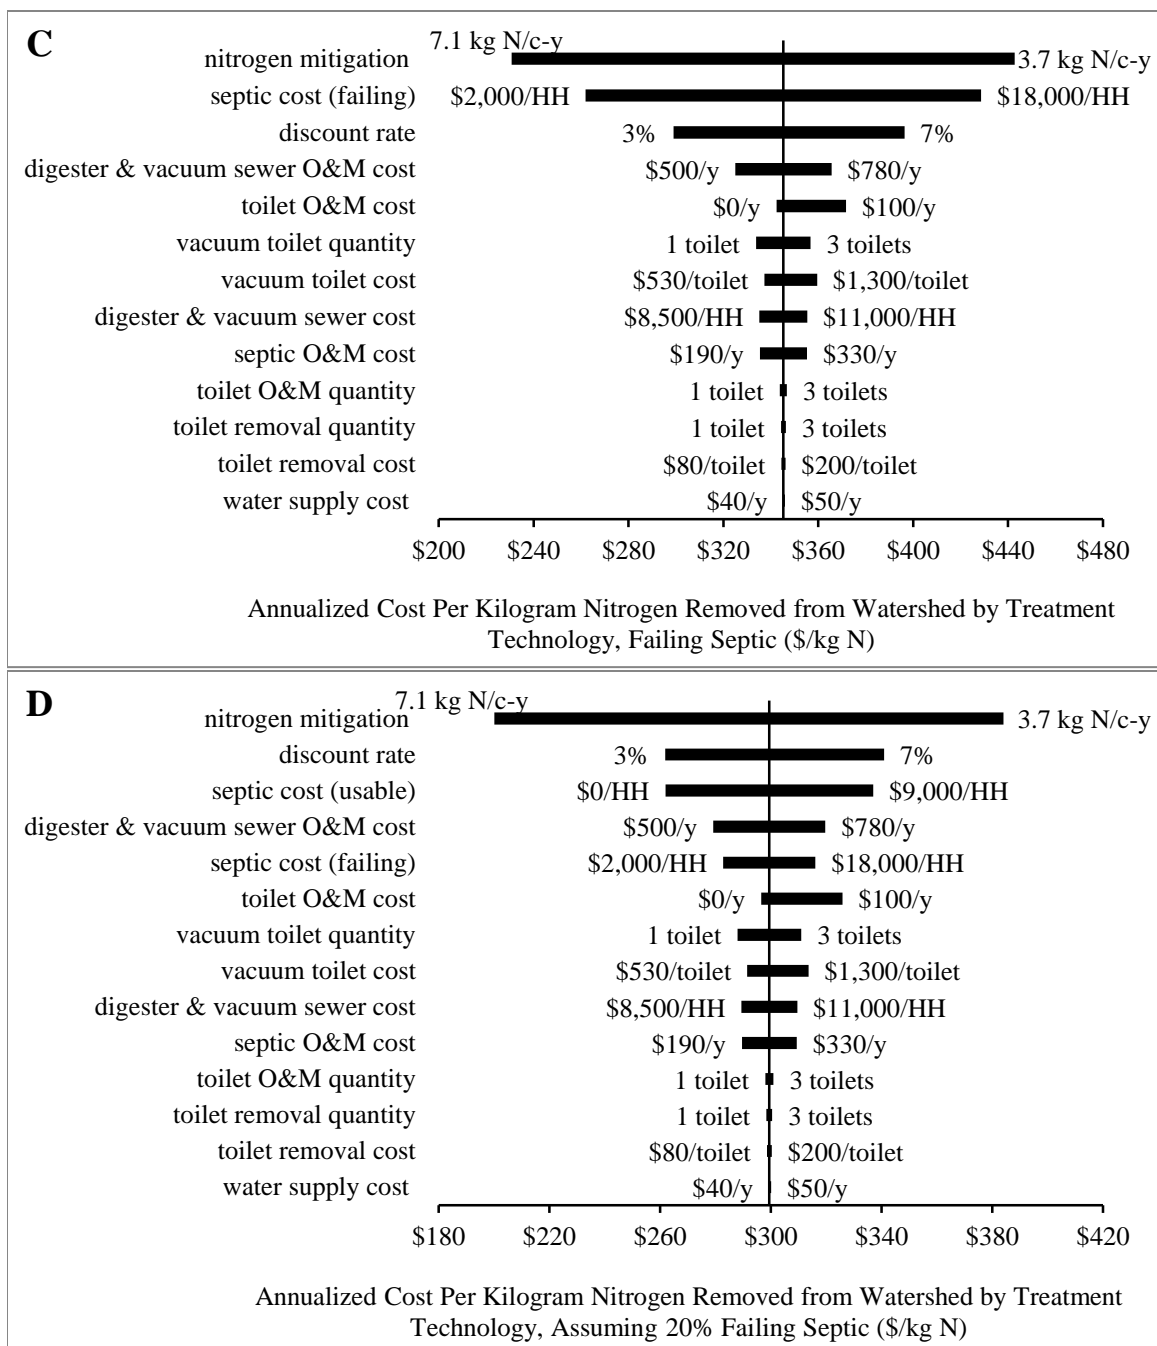 C
7.1 kg N/c-y
nitrogen mitigation 3.7 kg N/c-y
septic cost (failing) $2,000/HH $18,000/HH
discount rate 3% 7%
digester & vacuum sewer O&M cost $500/y $780/y
toilet O&M cost $0/y $100/y
vacuum toilet quantity 1 toilet 3 toilets
vacuum toilet cost $530/toilet $1,300/toilet
digester & vacuum sewer cost $8,500/HH $11,000/HH
septic O&M cost $190/y $330/y
toilet O&M quantity 1 toilet 3 toilets
toilet removal quantity 1 toilet 3 toilets
toilet removal cost $80/toilet $200/toilet
water supply cost $40/y $50/y
$200 $240 $280 $320 $360 $400 $440 $480
Annualized Cost Per Kilogram Nitrogen Removed from Watershed by Treatment
Technology, Failing Septic ($/kg N)
D
7.1 kg N/c-y
nitrogen mitigation 3.7 kg N/c-y
discount rate 3% 7%
septic cost (usable) $0/HH $9,000/HH
digester & vacuum sewer O&M cost $500/y $780/y
septic cost (failing) $2,000/HH $18,000/HH
toilet O&M cost $0/y $100/y
vacuum toilet quantity 1 toilet 3 toilets
vacuum toilet cost $530/toilet $1,300/toilet
digester & vacuum sewer cost $8,500/HH $11,000/HH
septic O&M cost $190/y $330/y
toilet O&M quantity 1 toilet 3 toilets
toilet removal quantity 1 toilet 3 toilets
toilet removal cost $80/toilet $200/toilet
water supply cost $40/y $50/y
$180 $220 $260 $300 $340 $380 $420
Annualized Cost Per Kilogram Nitrogen Removed from Watershed by Treatment
Technology, Assuming 20% Failing Septic ($/kg N)